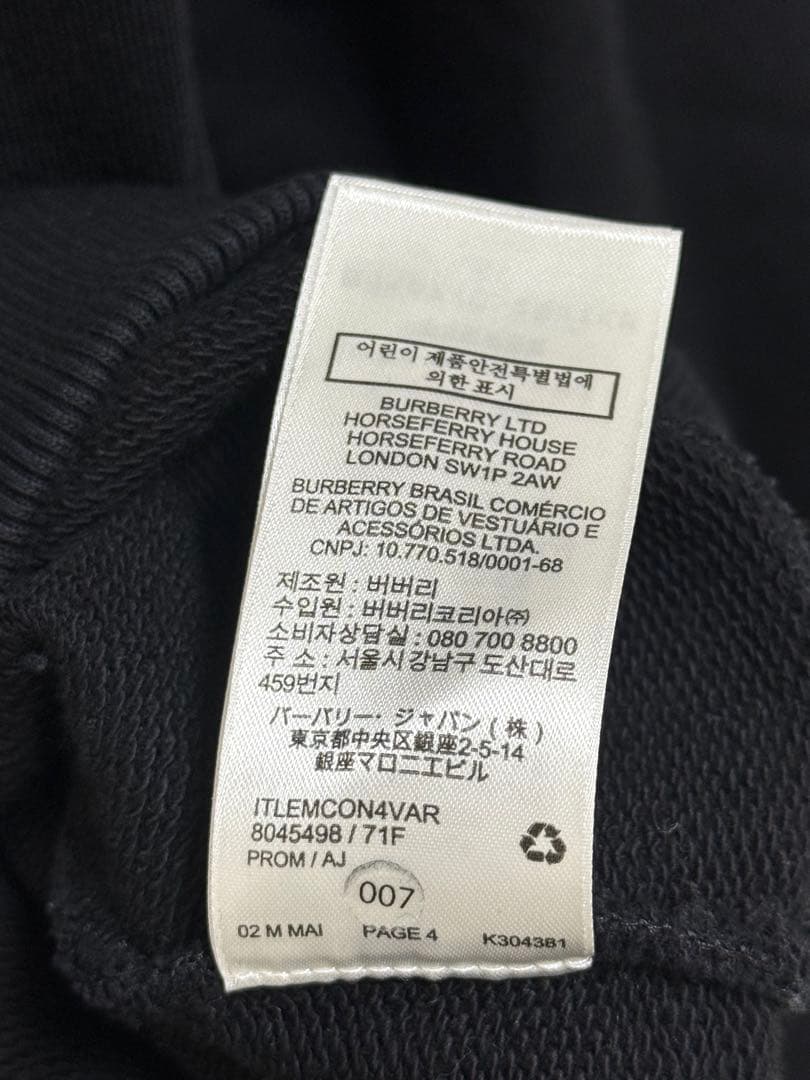 어린이 제품안전특별법에
의한 표시
BURBERRY LTD
HORSEFERRY HOUSE
HORSEFERRY ROAD
LONDON SW1P 2AW
BURBERRY BRASIL COMÉRCIO
DE ARTIGOS DE VESTUÁRIO E
ACESSÓRIOS LTDA.
CNPJ: 10.770.518/0001-68
제조원 : 버버리
수입원 : 버버리코리아㈜
소비자상담실 : 080 700 8800
주 소 : 서울시 강남구 도산대로
459번지
バーバリー・ジャパン ( 株 )
東京都中央区銀座2-5-14
銀座マロニエビル
ITLEMCON4VAR
8045498 / 71F
PROM / AJ
007
02 M MAI PAGE 4 K304381